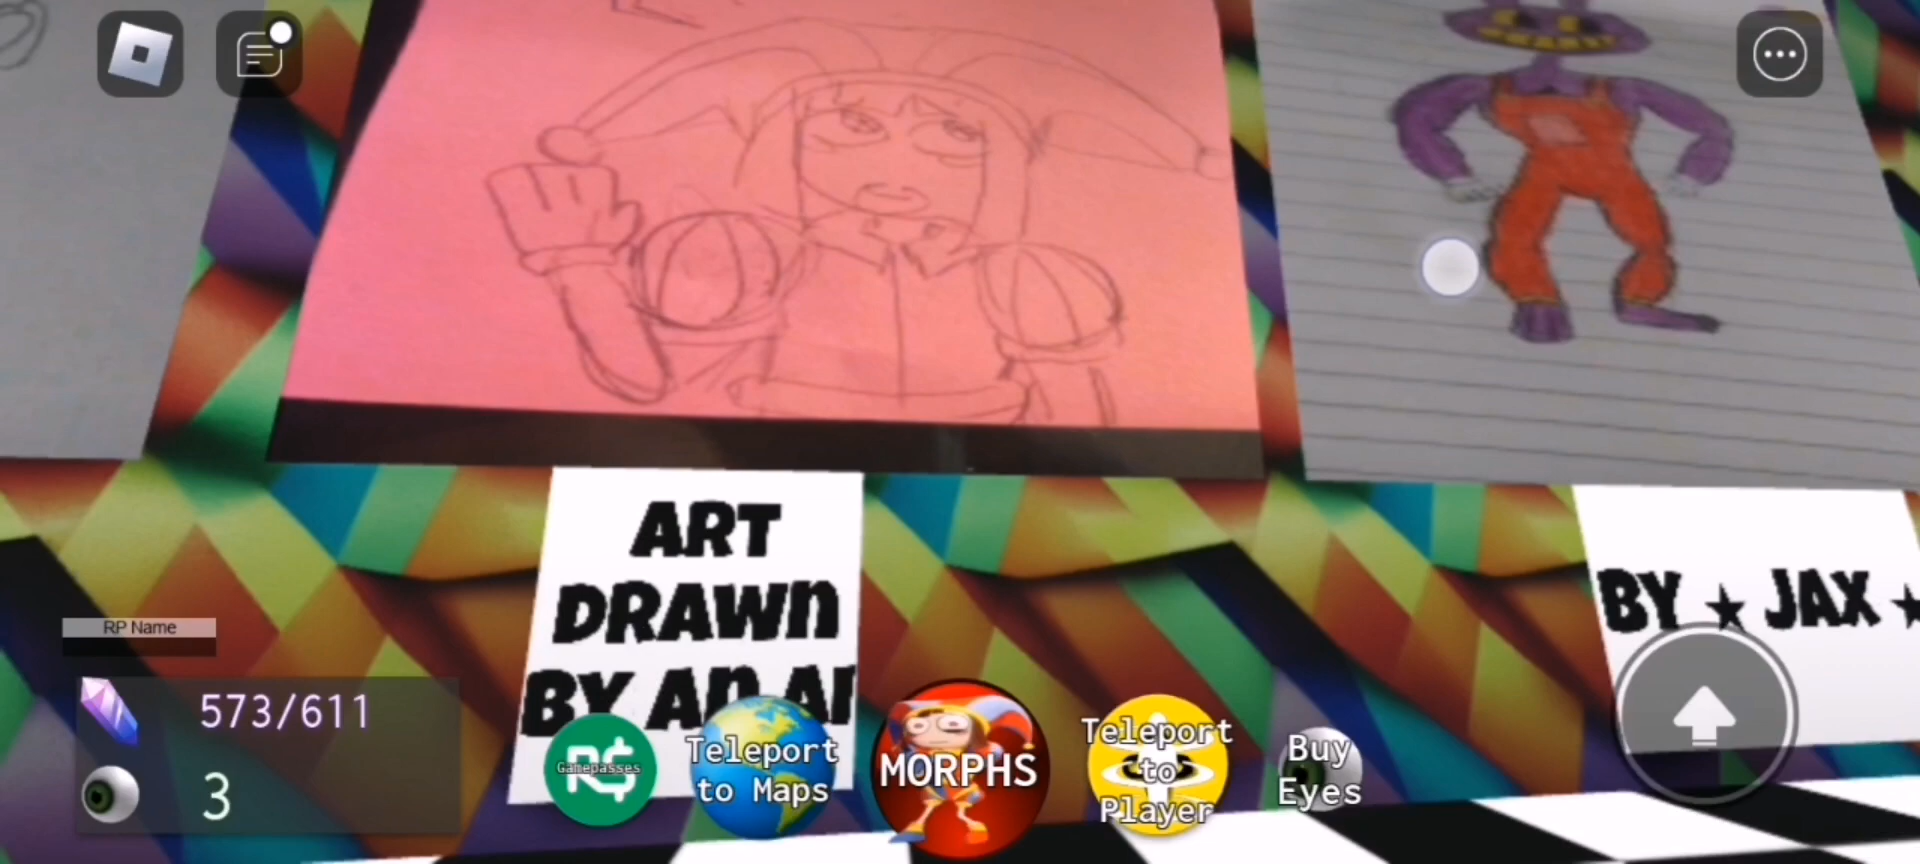 ART
DRAWN
BY AN
BY ★ JAX ★
RP Name
573/611
3
Gamepasses
Teleport
to Maps
MORPHS
Teleport
to
Player
Buy
Eyes